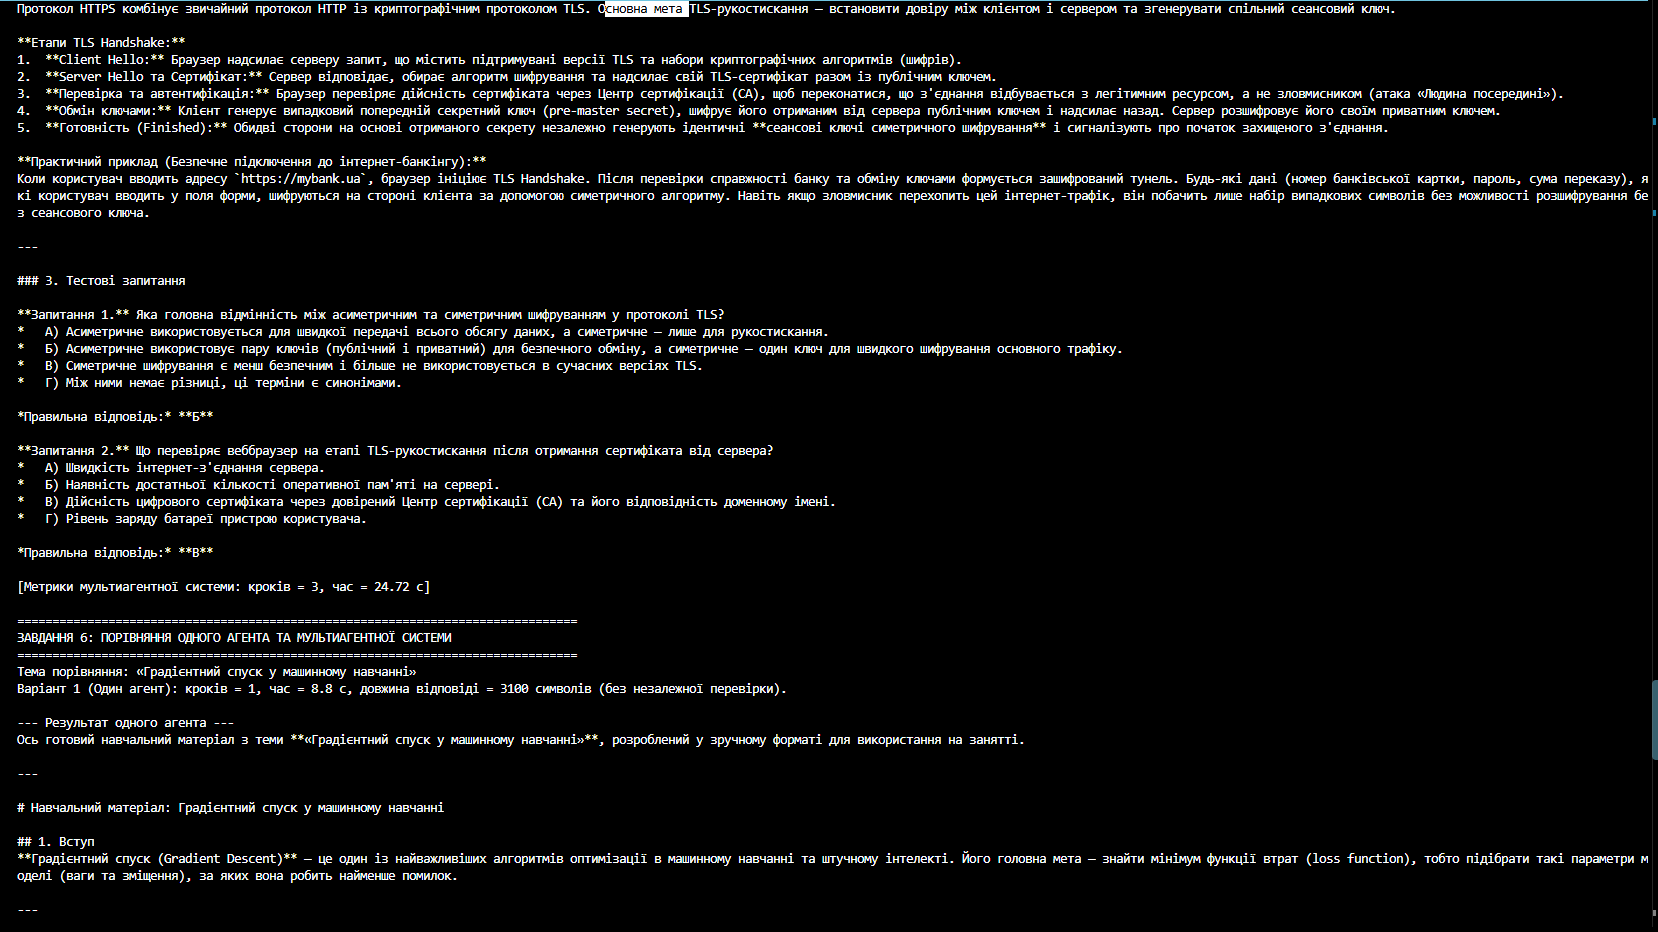 Протокол HTTPS комбінує звичайний протокол HTTP із криптографічним протоколом TLS. Основна мета TLS-рукостискання — встановити довіру між клієнтом і сервером та згенерувати спільний сеансовий ключ.
**Етапи TLS Handshake:**
1.  **Client Hello:** Браузер надсилає серверу запит, що містить підтримувані версії TLS та набори криптографічних алгоритмів (шифрів).
2.  **Server Hello та Сертифікат:** Сервер відповідає, обирає алгоритм шифрування та надсилає свій TLS-сертифікат разом із публічним ключем.
3.  **Перевірка та автентифікація:** Браузер перевіряє дійсність сертифіката через Центр сертифікації (CA), щоб переконатися, що з'єднання відбувається з легітимним ресурсом, а не зловмисником (атака «Людина посередині»).
4.  **Обмін ключами:** Клієнт генерує випадковий попередній секретний ключ (pre-master secret), шифрує його отриманим від сервера публічним ключем і надсилає назад. Сервер розшифровує його своїм приватним ключем.
5.  **Готовність (Finished):** Обидві сторони на основі отриманого секрету незалежно генерують ідентичні **сеансові ключі симетричного шифрування** і сигналізують про початок захищеного з'єднання.
**Практичний приклад (Безпечне підключення до інтернет-банкінгу):**
Коли користувач вводить адресу `https://mybank.ua`, браузер ініціює TLS Handshake. Після перевірки справжності банку та обміну ключами формується зашифрований тунель. Будь-які дані (номер банківської картки, пароль, сума переказу), я
кі користувач вводить у поля форми, шифруються на стороні клієнта за допомогою симетричного алгоритму. Навіть якщо зловмисник перехопить цей інтернет-трафік, він побачить лише набір випадкових символів без можливості розшифрування бе
з сеансового ключа.
---
### 3. Тестові запитання
**Запитання 1.** Яка головна відмінність між асиметричним та симетричним шифруванням у протоколі TLS?
*   А) Асиметричне використовується для швидкої передачі всього обсягу даних, а симетричне — лише для рукостискання.
*   Б) Асиметричне використовує пару ключів (публічний і приватний) для безпечного обміну, а симетричне — один ключ для швидкого шифрування основного трафіку.
*   В) Симетричне шифрування є менш безпечним і більше не використовується в сучасних версіях TLS.
*   Г) Між ними немає різниці, ці терміни є синонімами.
*Правильна відповідь:* **Б**
**Запитання 2.** Що перевіряє веббраузер на етапі TLS-рукостискання після отримання сертифіката від сервера?
*   А) Швидкість інтернет-з'єднання сервера.
*   Б) Наявність достатньої кількості оперативної пам'яті на сервері.
*   В) Дійсність цифрового сертифіката через довірений Центр сертифікації (CA) та його відповідність доменному імені.
*   Г) Рівень заряду батареї пристрою користувача.
*Правильна відповідь:* **В**
[Метрики мультиагентної системи: кроків = 3, час = 24.72 с]
================================================================================
ЗАВДАННЯ 6: ПОРІВНЯННЯ ОДНОГО АГЕНТА ТА МУЛЬТИАГЕНТНОЇ СИСТЕМИ
================================================================================
Тема порівняння: «Градієнтний спуск у машинному навчанні»
Варіант 1 (Один агент): кроків = 1, час = 8.8 с, довжина відповіді = 3100 символів (без незалежної перевірки).
--- Результат одного агента ---
Ось готовий навчальний матеріал з теми **«Градієнтний спуск у машинному навчанні»**, розроблений у зручному форматі для використання на занятті.
---
# Навчальний матеріал: Градієнтний спуск у машинному навчанні
## 1. Вступ
**Градієнтний спуск (Gradient Descent)** — це один із найважливіших алгоритмів оптимізації в машинному навчанні та штучному інтелекті. Його головна мета — знайти мінімум функції втрат (loss function), тобто підібрати такі параметри м
оделі (ваги та зміщення), за яких вона робить найменше помилок.
---